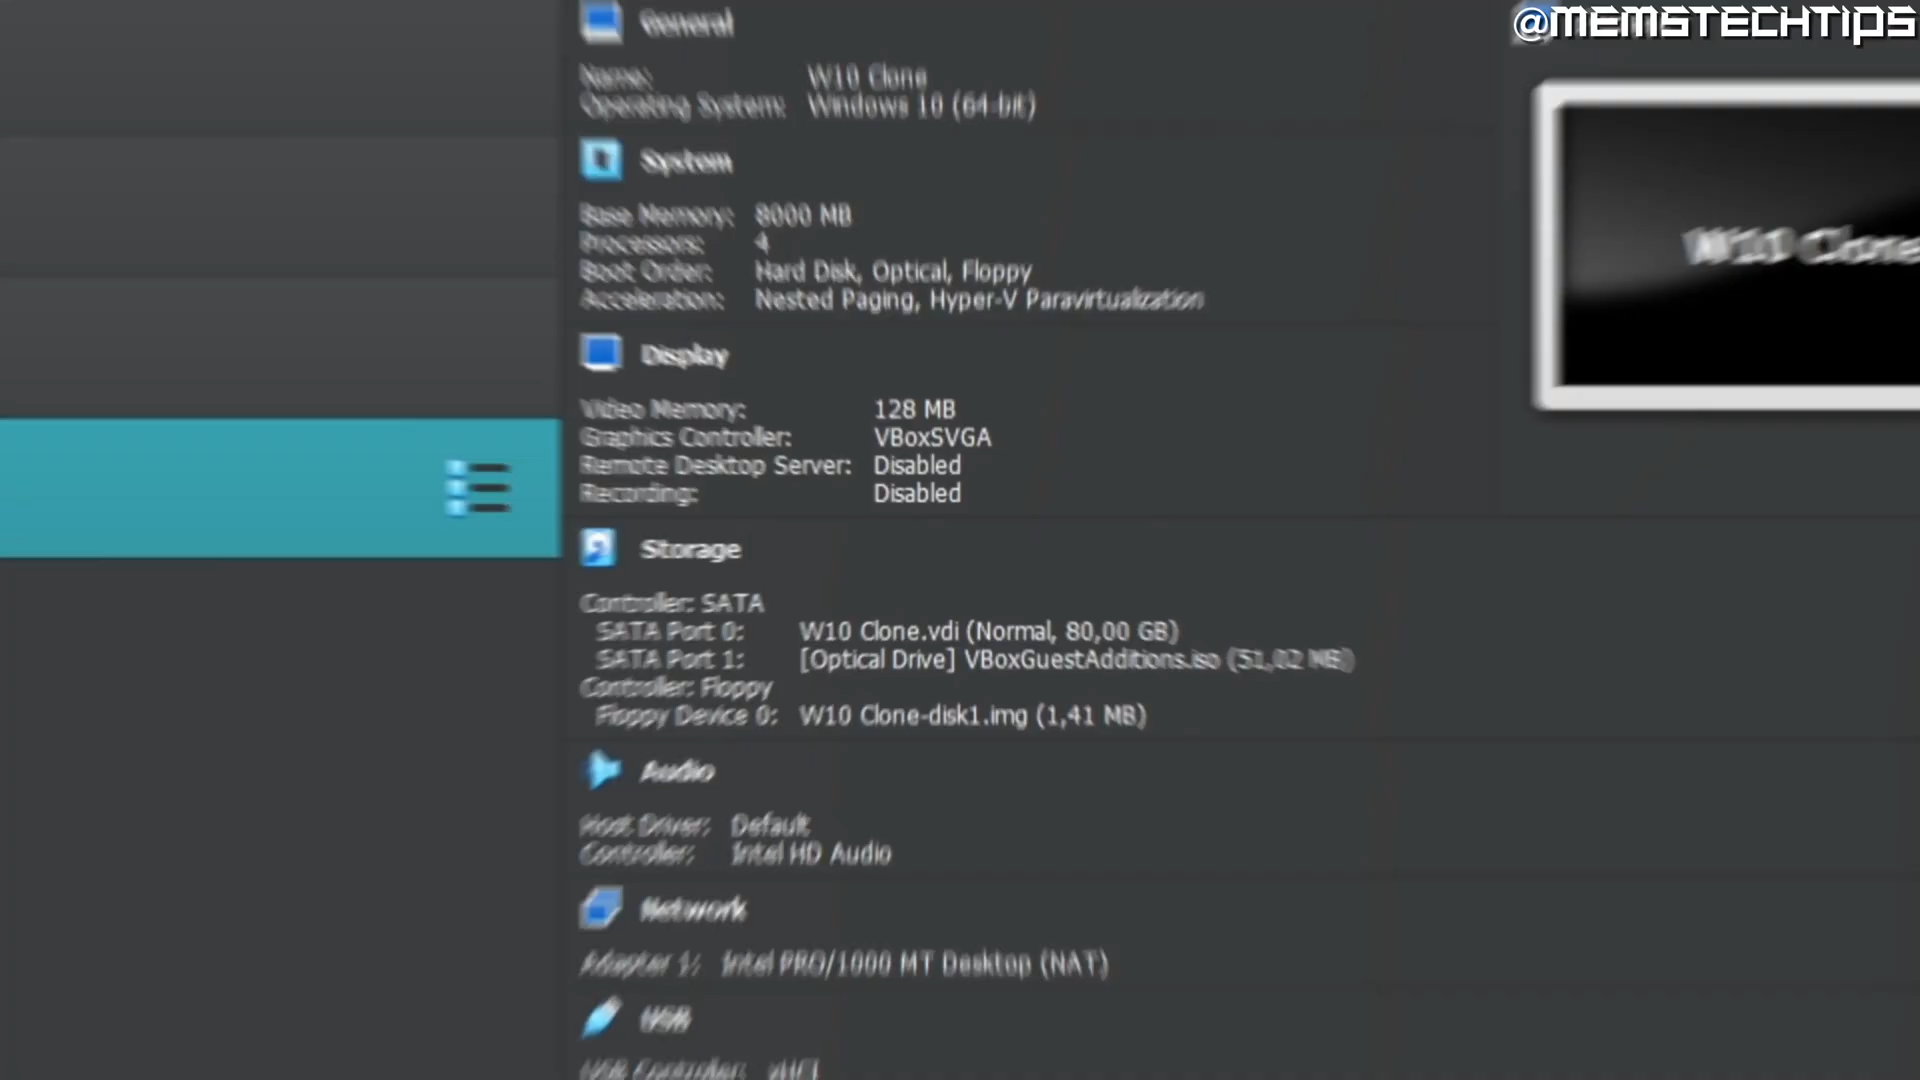 @MEMSTECHTIPS
General
Name: W10 Clone
Operating System: Windows 10 (64-bit)
System
Base Memory: 8000 MB
Processors: 4
Boot Order: Hard Disk, Optical, Floppy
Acceleration: Nested Paging, Hyper-V Paravirtualization
W10 Clone
Display
Video Memory: 128 MB
Graphics Controller: VBoxSVGA
Remote Desktop Server: Disabled
Recording: Disabled
Storage
Controller: SATA
SATA Port 0: W10 Clone.vdi (Normal, 80,00 GB)
SATA Port 1: [Optical Drive] VBoxGuestAdditions.iso (51,02 MB)
Controller: Floppy
Floppy Device 0: W10 Clone-disk1.img (1,41 MB)
Audio
Host Driver: Default
Controller: Intel HD Audio
Network
Adapter 1: Intel PRO/1000 MT Desktop (NAT)
USB
USB Controller: xHCI